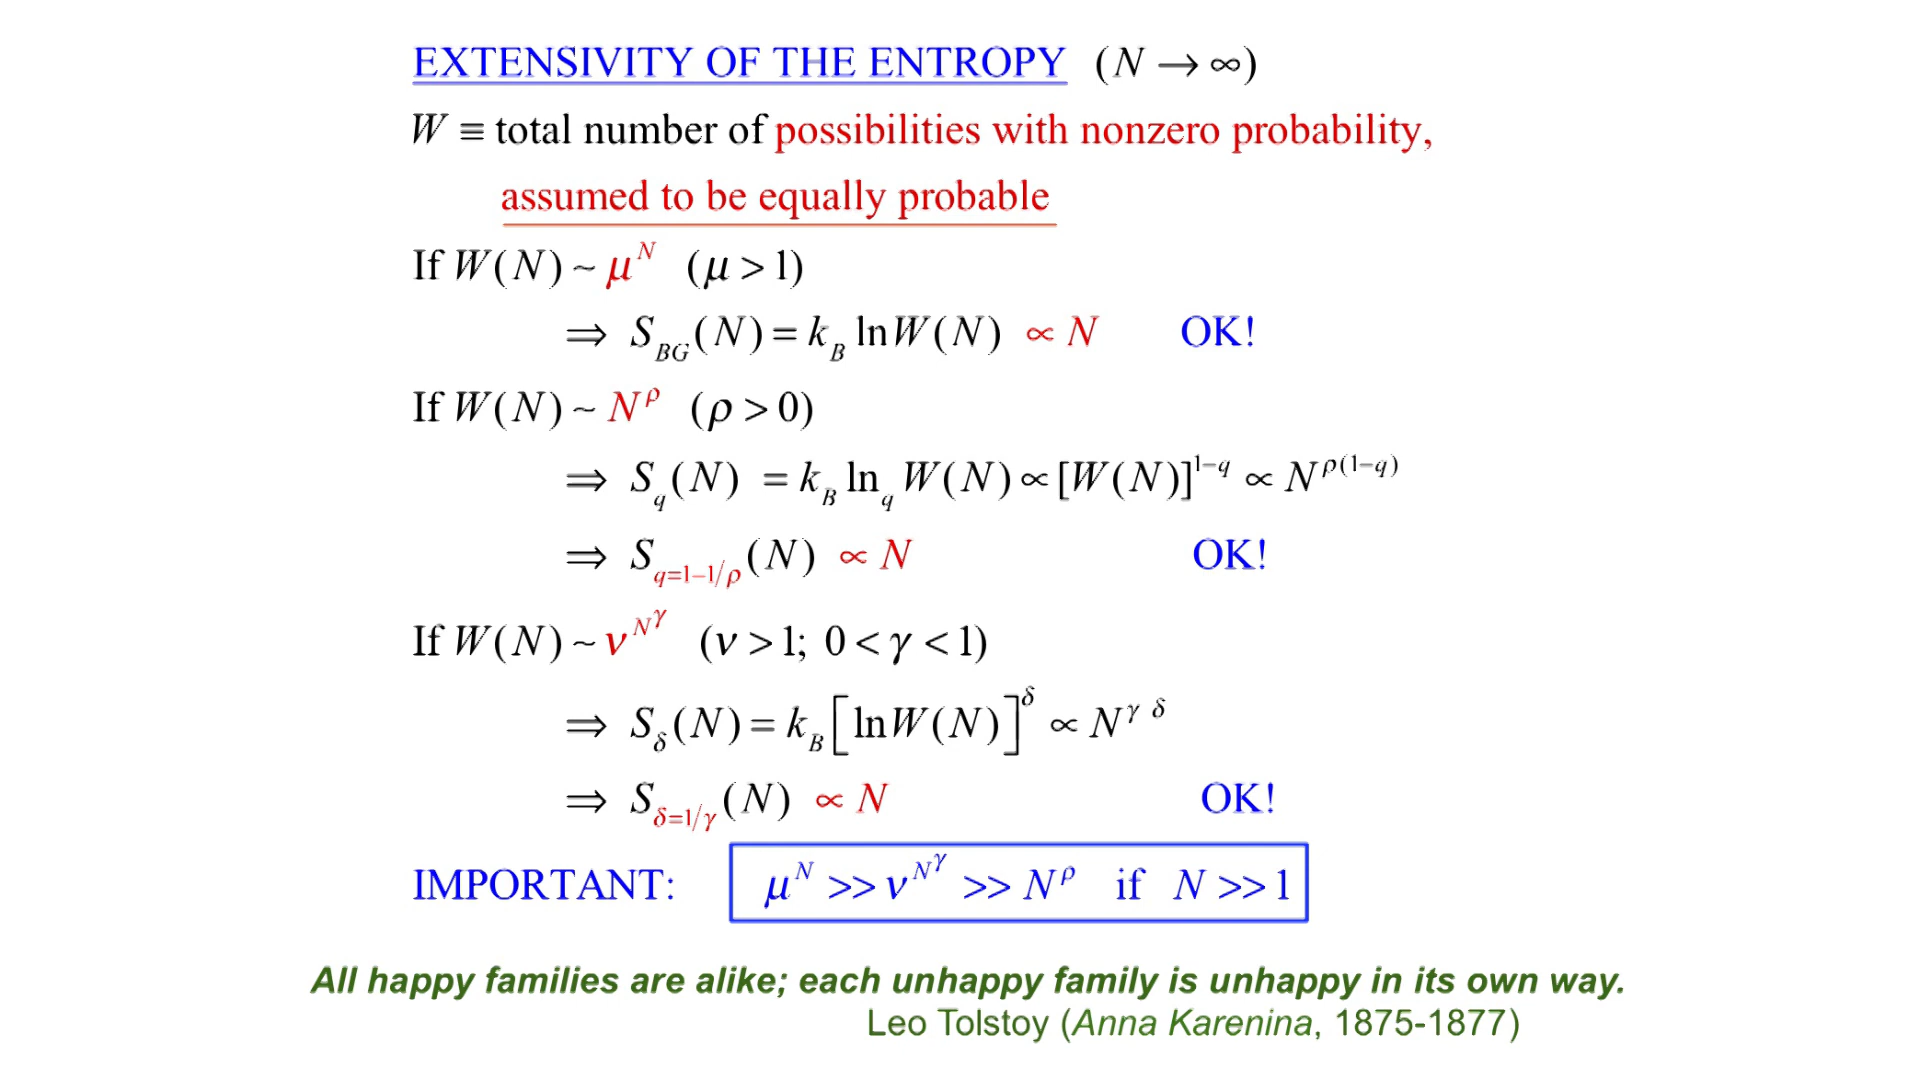 EXTENSIVITY OF THE ENTROPY (N → ∞)
W ≡ total number of possibilities with nonzero probability,
assumed to be equally probable
If W(N) ~ μ^N (μ > 1)
⇒ S_BG(N) = k_B ln W(N) ∝ N OK!
If W(N) ~ N^ρ (ρ > 0)
⇒ S_q(N) = k_B ln_q W(N) ∝ [W(N)]^{1−q} ∝ N^{ρ(1−q)}
⇒ S_{q=1−1/ρ}(N) ∝ N OK!
If W(N) ~ ν^{N^γ} (ν > 1; 0 < γ < 1)
⇒ S_δ(N) = k_B [ln W(N)]^δ ∝ N^{γ δ}
⇒ S_{δ=1/γ}(N) ∝ N OK!
IMPORTANT: μ^N >> ν^{N^γ} >> N^ρ if N >> 1
All happy families are alike; each unhappy family is unhappy in its own way.
Leo Tolstoy (Anna Karenina, 1875-1877)